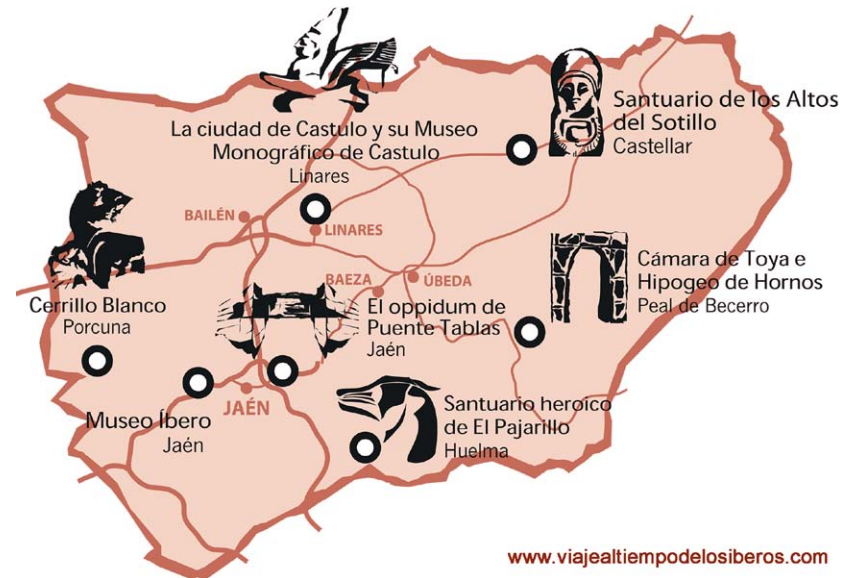 La ciudad de Castulo y su Museo
Monográfico de Castulo
Linares
Santuario de los Altos
del Sotillo
Castellar
BAILÉN
LINARES
Cerrillo Blanco
Porcuna
BAEZA
ÚBEDA
El oppidum de
Puente Tablas
Jaén
Cámara de Toya e
Hipogeo de Hornos
Peal de Becerro
JAÉN
Museo Íbero
Jaén
Santuario heroico
de El Pajarillo
Huelma
www.viajealtiempodelosiberos.com